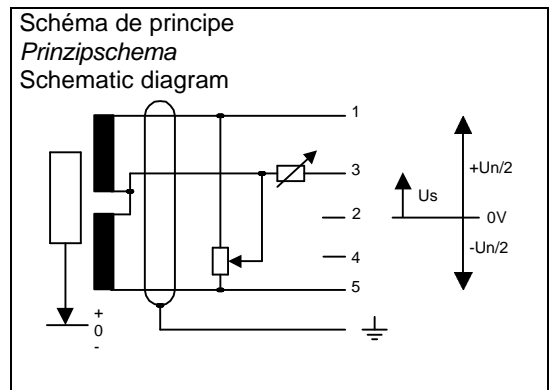 Schéma de principe
Prinzipschema
Schematic diagram
1
3
+Un/2
Us
2
0V
-Un/2
4
5
+
0
-